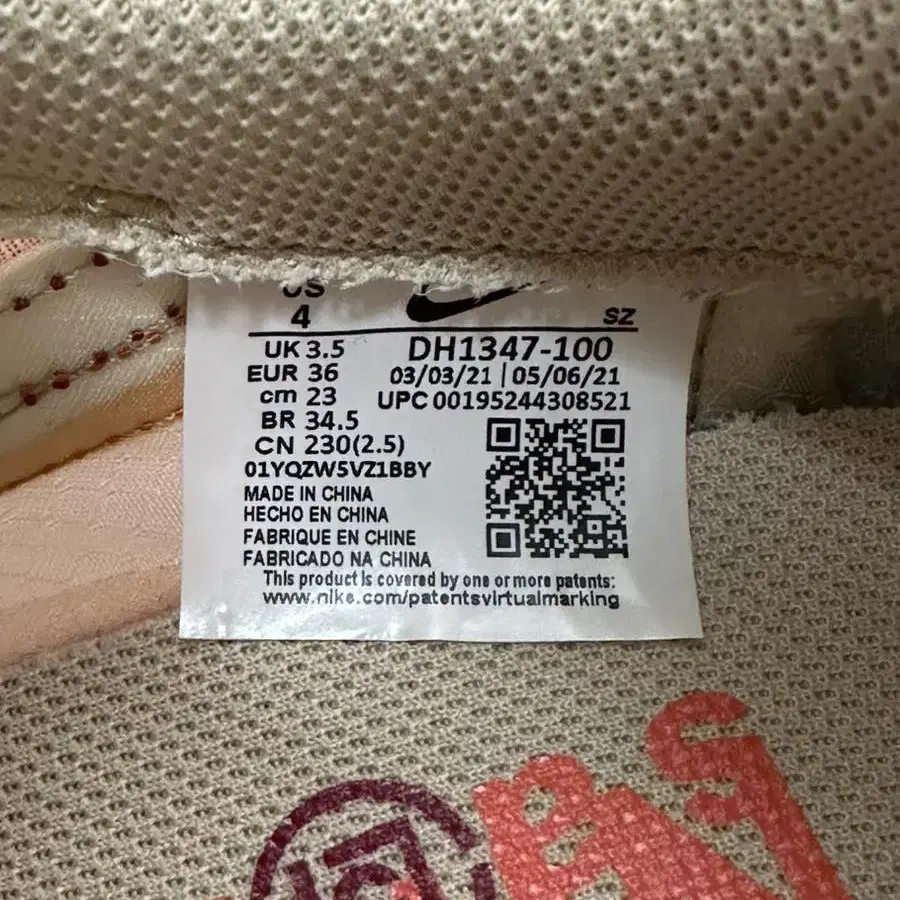 US
4
SZ
UK 3.5
DH1347-100
EUR 36
03/03/21 | 05/06/21
cm 23
UPC 00195244308521
BR 34.5
CN 230(2.5)
01YQZW5VZ1BBY
MADE IN CHINA
HECHO EN CHINA
FABRIQUE EN CHINE
FABRICADO NA CHINA
This product is covered by one or more patents:
www.nike.com/patentsvirtualmarking